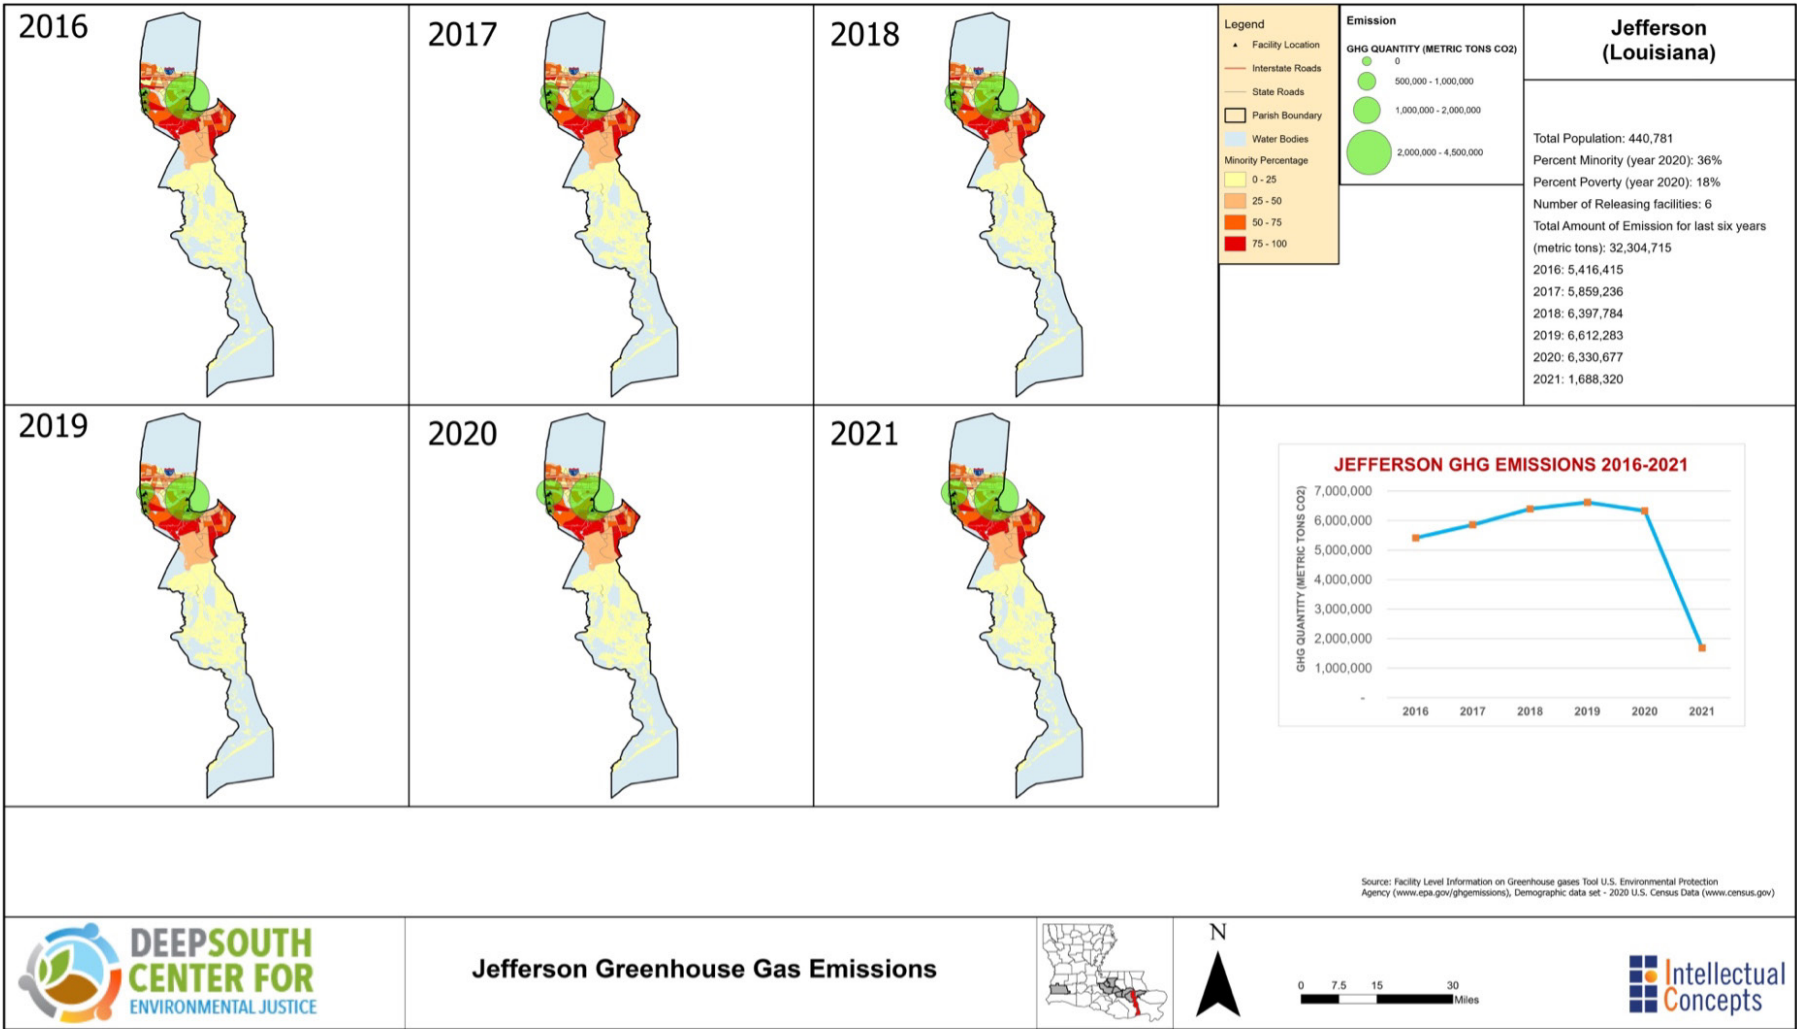 2016
2017
2018
Legend
Facility Location
Interstate Roads
State Roads
Parish Boundary
Water Bodies
Minority Percentage
0 - 25
25 - 50
50 - 75
75 - 100
Emission
GHG QUANTITY (METRIC TONS CO2)
0
500,000 - 1,000,000
1,000,000 - 2,000,000
2,000,000 - 4,500,000
Jefferson
(Louisiana)
Total Population: 440,781
Percent Minority (year 2020): 36%
Percent Poverty (year 2020): 18%
Number of Releasing facilities: 6
Total Amount of Emission for last six years
(metric tons): 32,304,715
2016: 5,416,415
2017: 5,859,236
2018: 6,397,784
2019: 6,612,283
2020: 6,330,677
2021: 1,688,320
2019
2020
2021
JEFFERSON GHG EMISSIONS 2016-2021
GHG QUANTITY (METRIC TONS CO2)
7,000,000
6,000,000
5,000,000
4,000,000
3,000,000
2,000,000
1,000,000
-
2016 2017 2018 2019 2020 2021
Source: Facility Level Information on Greenhouse gases Tool U.S. Environmental Protection
Agency (www.epa.gov/ghgemissions), Demographic data set - 2020 U.S. Census Data (www.census.gov)
DEEPSOUTH
CENTER FOR
ENVIRONMENTAL JUSTICE
Jefferson Greenhouse Gas Emissions
N
0 7.5 15 30
Miles
Intellectual
Concepts